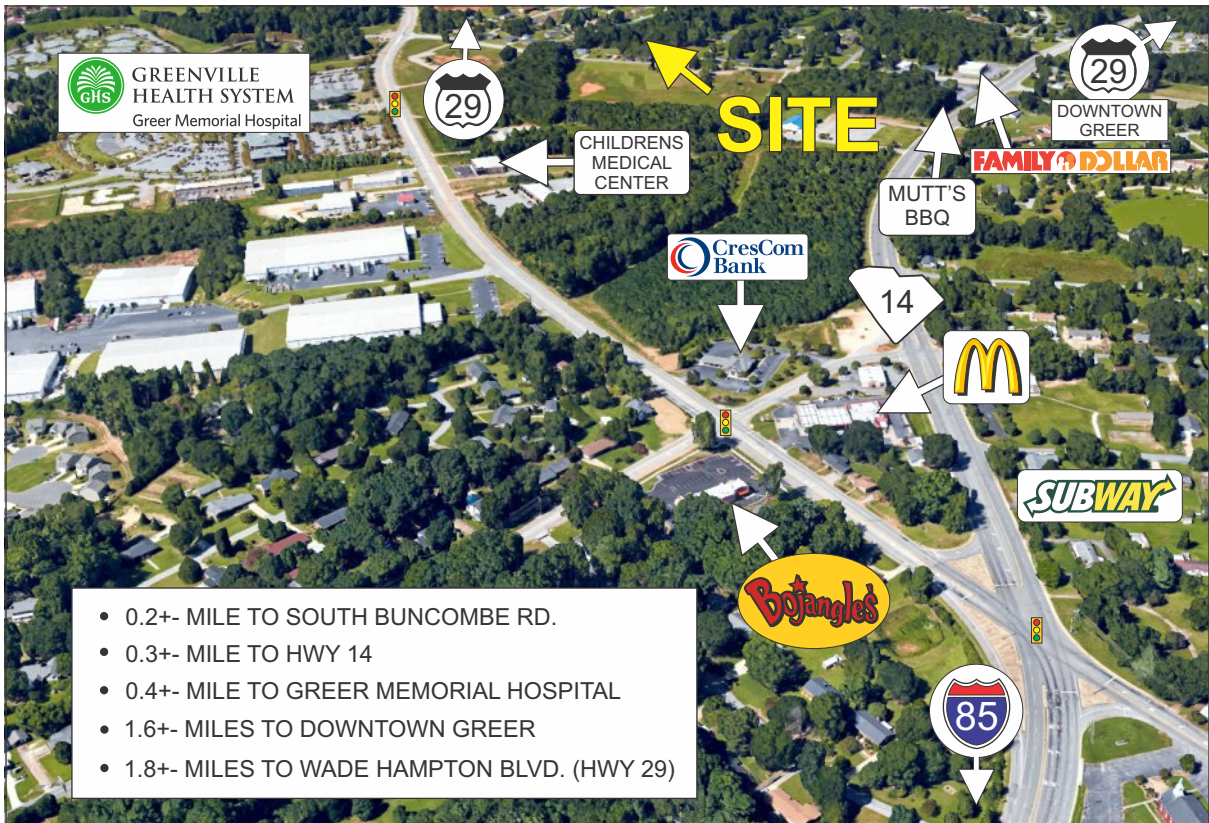 GHS
GREENVILLE
HEALTH SYSTEM
Greer Memorial Hospital
29
SITE
29
DOWNTOWN
GREER
CHILDRENS
MEDICAL
CENTER
FAMILY DOLLAR
MUTT'S
BBQ
CresCom
Bank
14
M
SUBWAY
Bojangles'
85
• 0.2+- MILE TO SOUTH BUNCOMBE RD.
• 0.3+- MILE TO HWY 14
• 0.4+- MILE TO GREER MEMORIAL HOSPITAL
• 1.6+- MILES TO DOWNTOWN GREER
• 1.8+- MILES TO WADE HAMPTON BLVD. (HWY 29)